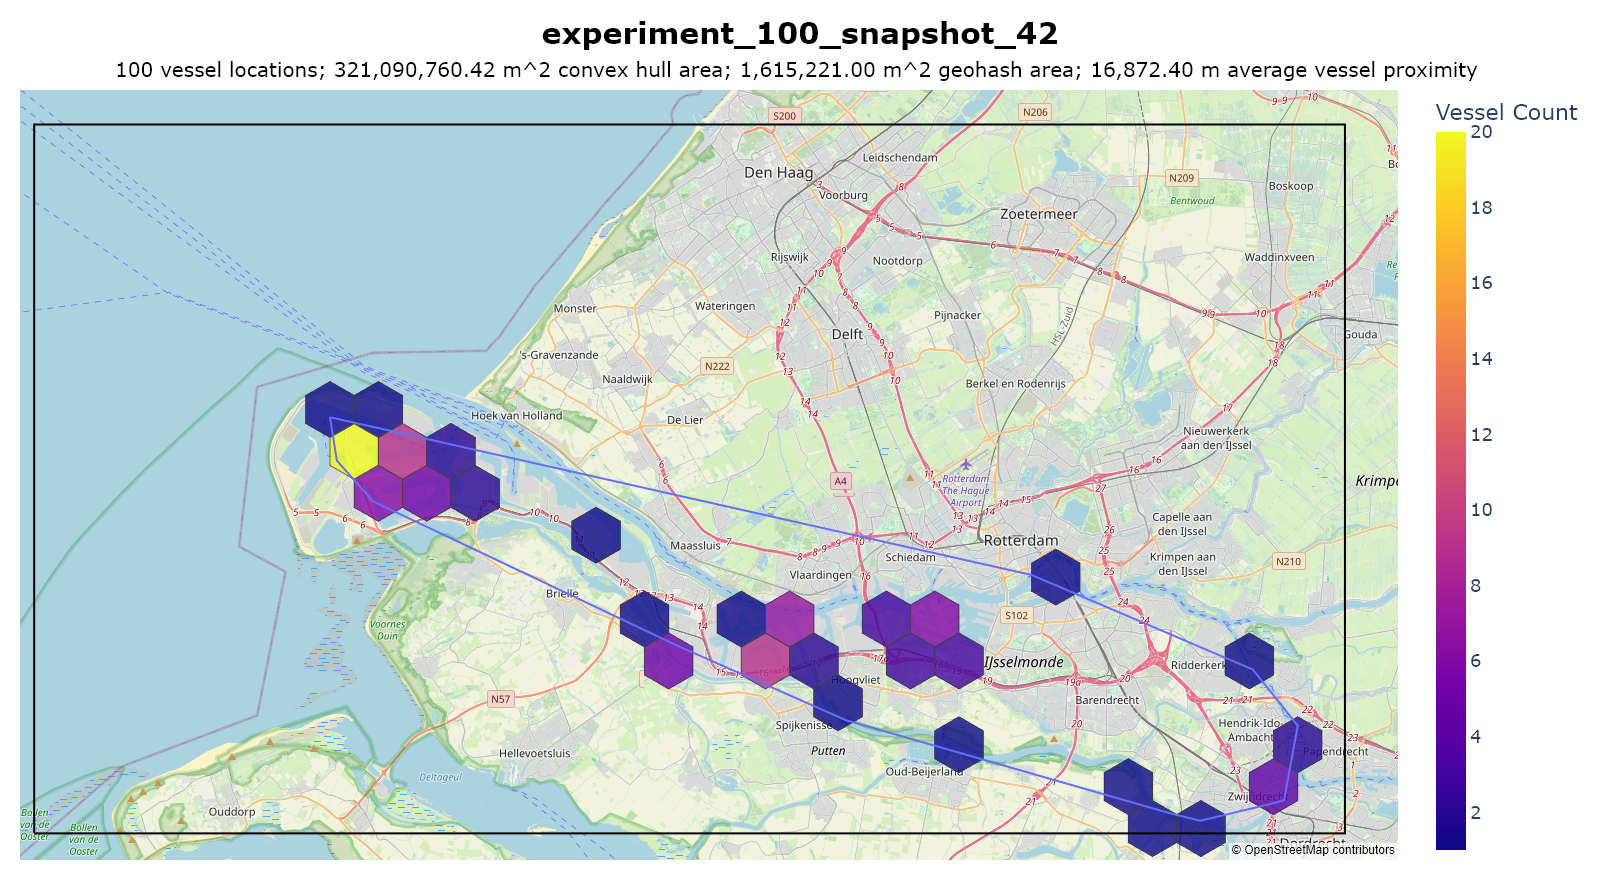 experiment_100_snapshot_42
100 vessel locations; 321,090,760.42 m^2 convex hull area; 1,615,221.00 m^2 geohash area; 16,872.40 m average vessel proximity
Vessel Count
20
18
16
14
12
10
8
6
4
2
S200
N206
Leidschendam
Den Haag
Voorburg
N209
Boskoop
Bentwoud
Zoetermeer
Rijswijk
Nootdorp
Waddinxveen
Monster
Wateringen
Pijnacker
HSL-Zuid
Delft
Gouda
's-Gravenzande
N222
Naaldwijk
Berkel en Rodenrijs
Hoek van Holland
De Lier
Nieuwerkerk
aan den IJssel
A4
Rotterdam
The Hague
Airport
Krimpe
Capelle aan
den IJssel
Maassluis
Schiedam
Rotterdam
Krimpen aan
den IJssel
N210
Vlaardingen
Brielle
S102
Voornes
Duin
IJsselmonde
Ridderkerk
Hoogvliet
N57
Barendrecht
Spijkenisse
Hendrik-Ido-
Ambacht
Putten
Papendrecht
Hellevoetsluis
Oud-Beijerland
Deltageul
Zwijndrecht
Ouddorp
Bollen
van de
Ooster
Bollen
van de
Ooster
Dordrecht
© OpenStreetMap contributors